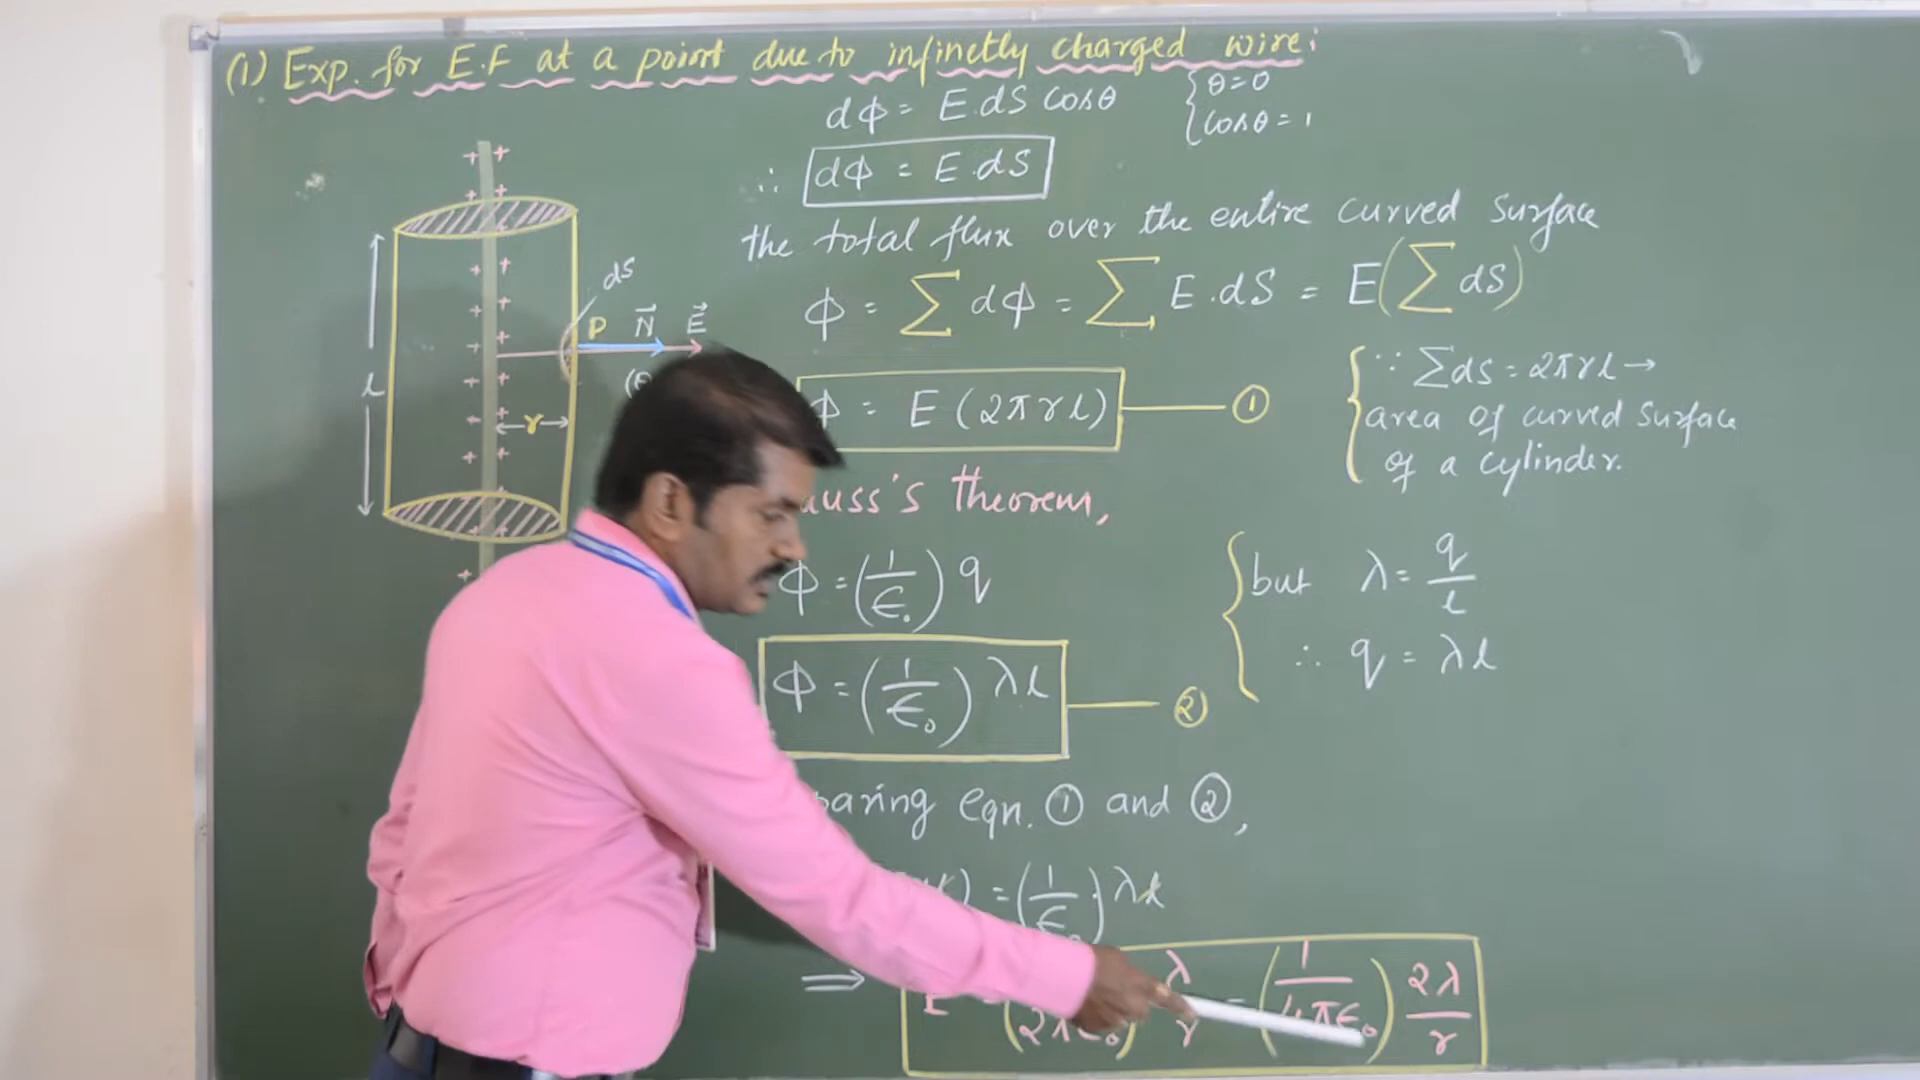 (1) Exp. for E.F at a point due to infinetly charged wire:
dϕ = E.dS cosθ
{θ=0
cosθ = 1
∴ dϕ = E.dS
the total flux over the entire curved surface
ϕ = ∑ dϕ = ∑ E.dS = E(∑ dS)
++
dS
P N⃗ E⃗
(θ
l
r
ϕ = E (2πrl) ①
∵ ∑ds = 2πrl →
area of curved surface
of a cylinder.
theorem,
ϕ = (1/ϵ₀) q
but λ = q/l
∴ q = λl
ϕ = (1/ϵ₀) λl ②
eqn. ① and ②,
= (1/ϵ₀) λl
⇒ E = (2πϵ₀) λ/r = (1/4πϵ₀) 2λ/r